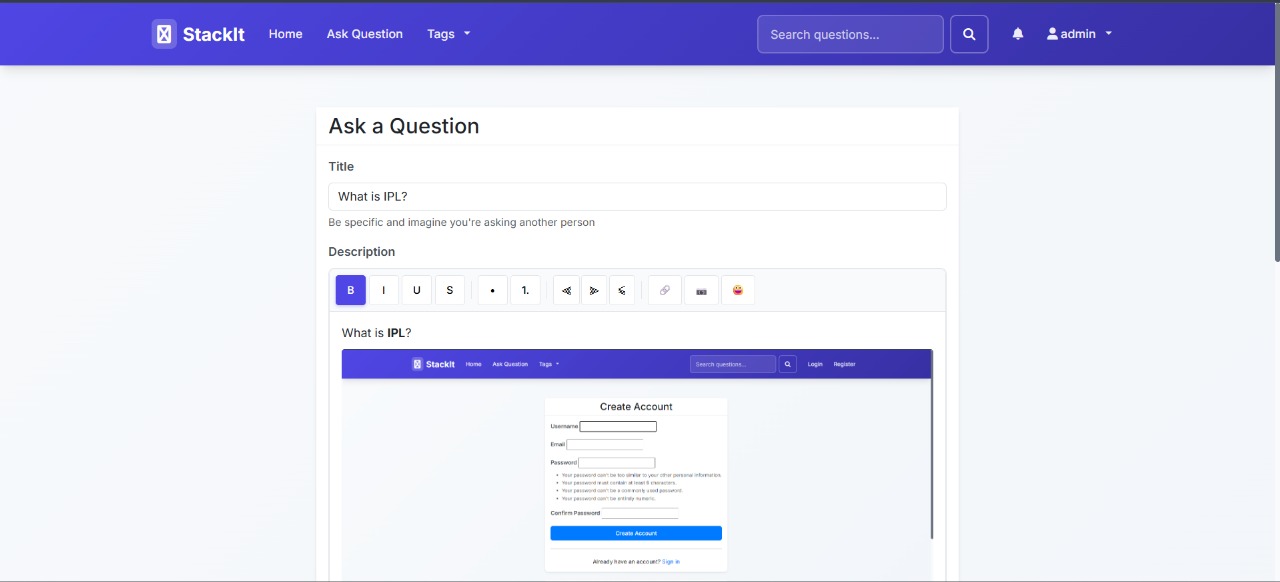 StackIt Home Ask Question Tags Search questions... admin
Ask a Question
Title
What is IPL?
Be specific and imagine you're asking another person
Description
B I U S • 1.
What is IPL?
StackIt Home Ask Question Tags Search questions... Login Register
Create Account
Username
Email
Password
• Your password can't be too similar to your other personal information.
• Your password must contain at least 8 characters.
• Your password can't be a commonly used password.
• Your password can't be entirely numeric.
Confirm Password
Create Account
Already have an account? Sign in